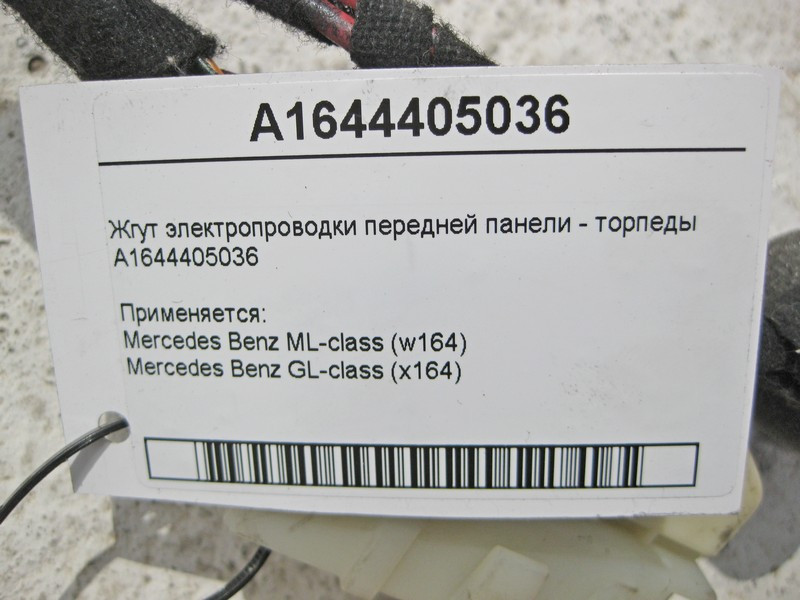 A1644405036
Жгут электропроводки передней панели - торпеды
A1644405036
Применяется:
Mercedes Benz ML-class (w164)
Mercedes Benz GL-class (x164)